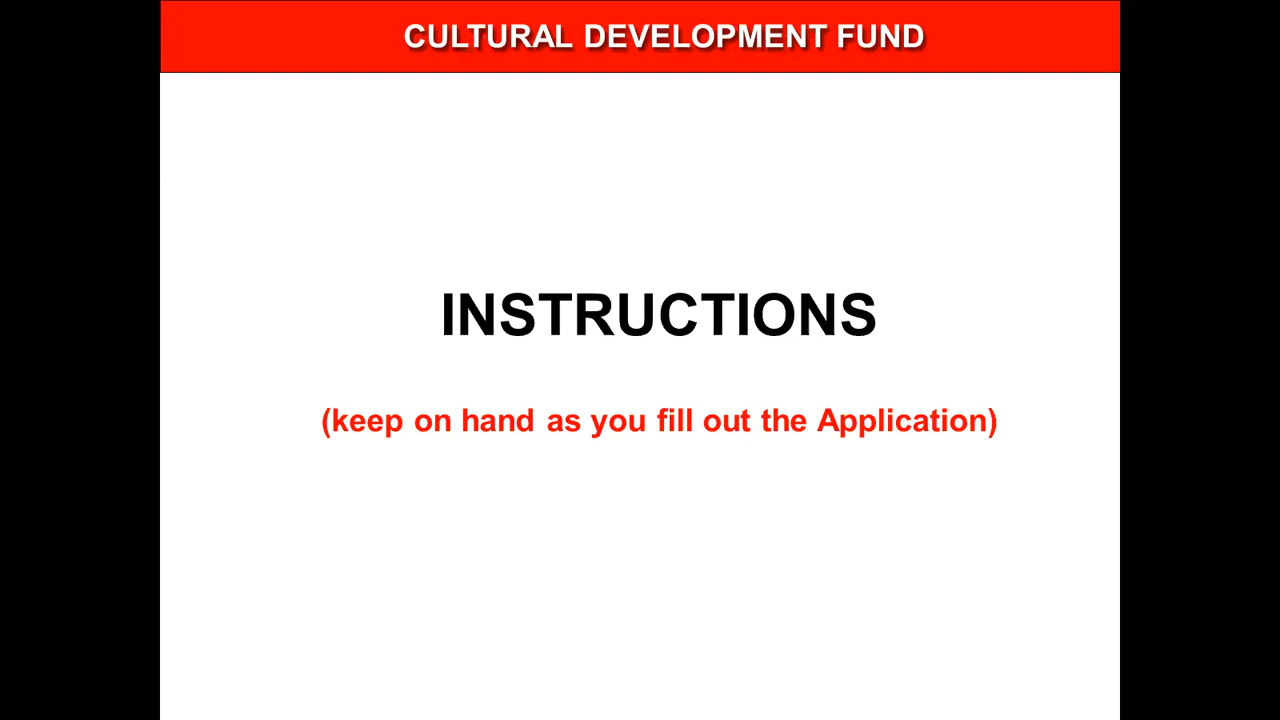 CULTURAL DEVELOPMENT FUND
INSTRUCTIONS
(keep on hand as you fill out the Application)